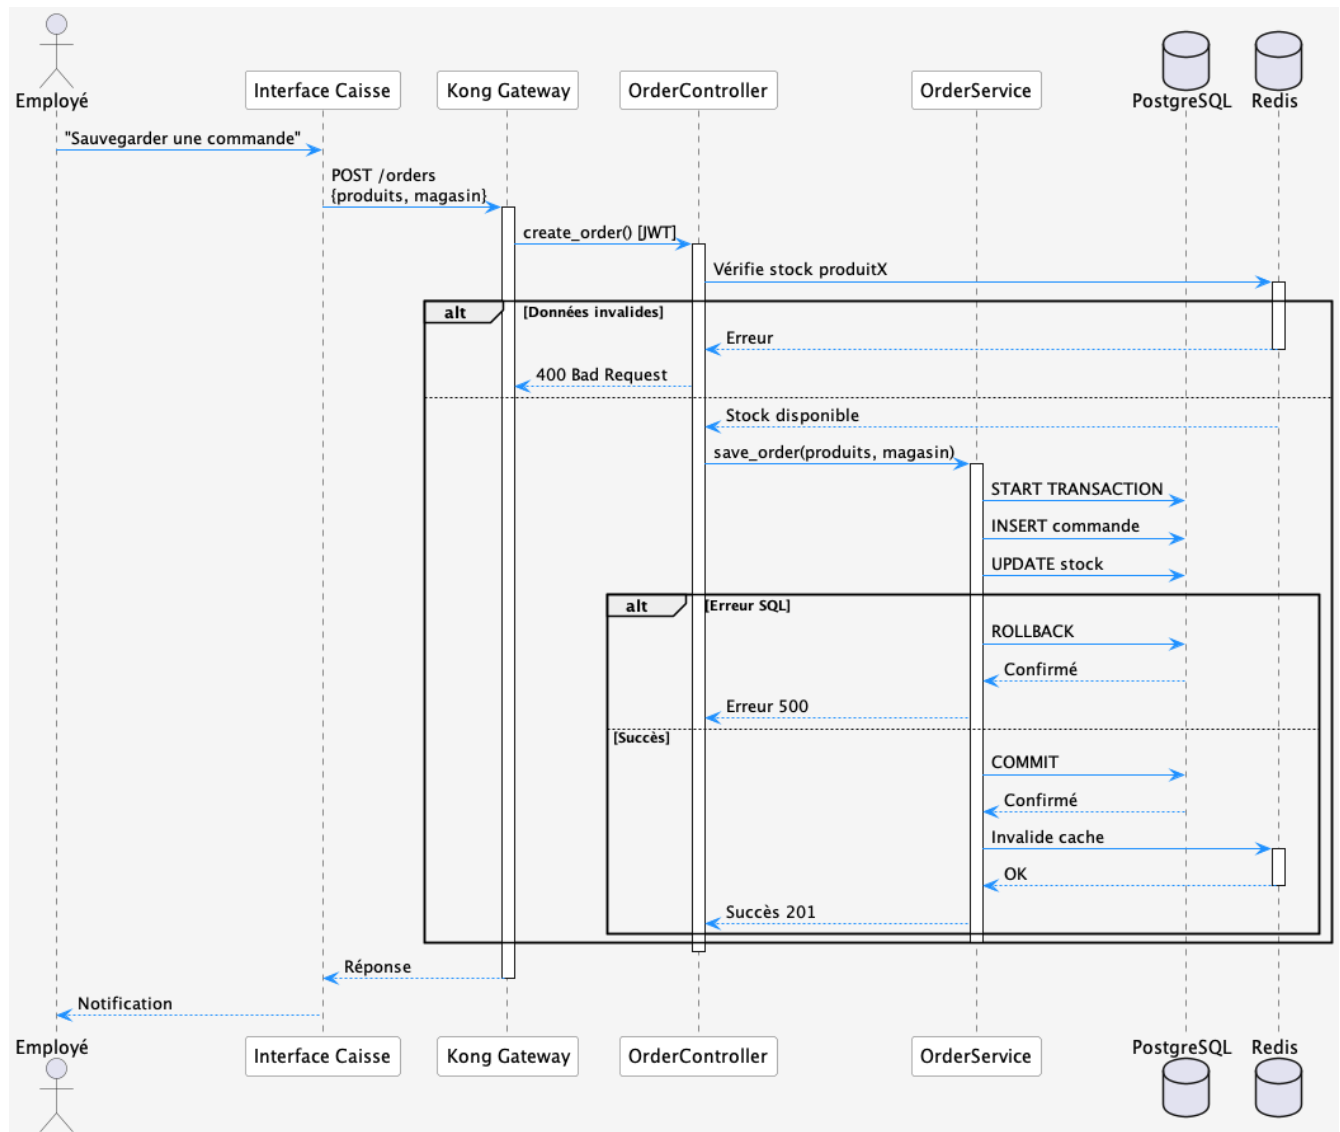 Employé
Interface Caisse
Kong Gateway
OrderController
OrderService
PostgreSQL
Redis
"Sauvegarder une commande"
POST /orders
{produits, magasin}
create_order() [JWT]
Vérifie stock produitX
alt
[Données invalides]
Erreur
400 Bad Request
Stock disponible
save_order(produits, magasin)
START TRANSACTION
INSERT commande
UPDATE stock
alt
[Erreur SQL]
ROLLBACK
Confirmé
Erreur 500
[Succès]
COMMIT
Confirmé
Invalide cache
OK
Succès 201
Réponse
Notification
Employé
Interface Caisse
Kong Gateway
OrderController
OrderService
PostgreSQL
Redis